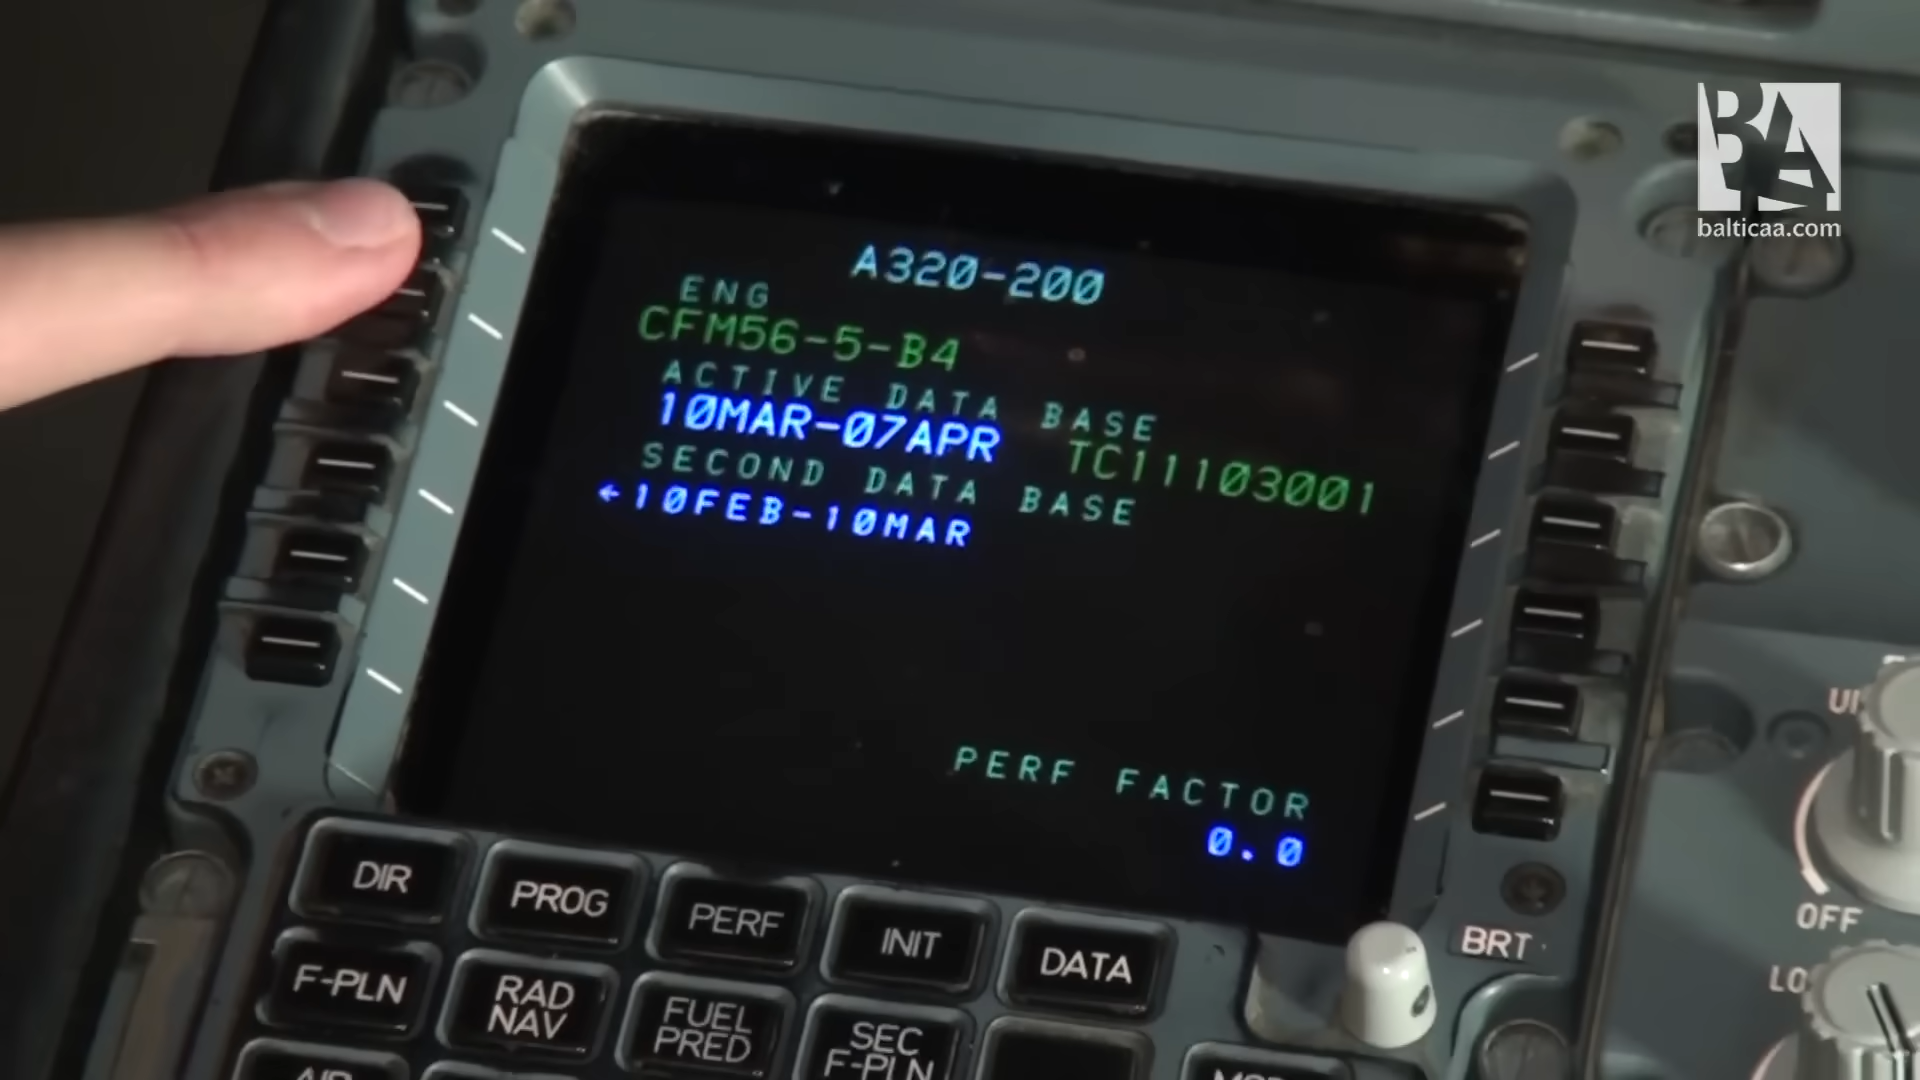 BA
balticaa.com
A320-200
ENG
CFM56-5-B4
ACTIVE DATA BASE
10MAR-07APR TC11103001
SECOND DATA BASE
←10FEB-10MAR
PERF FACTOR
0.0
DIR PROG PERF INIT DATA
BRT
OFF
F-PLN RAD NAV FUEL PRED SEC F-PLN